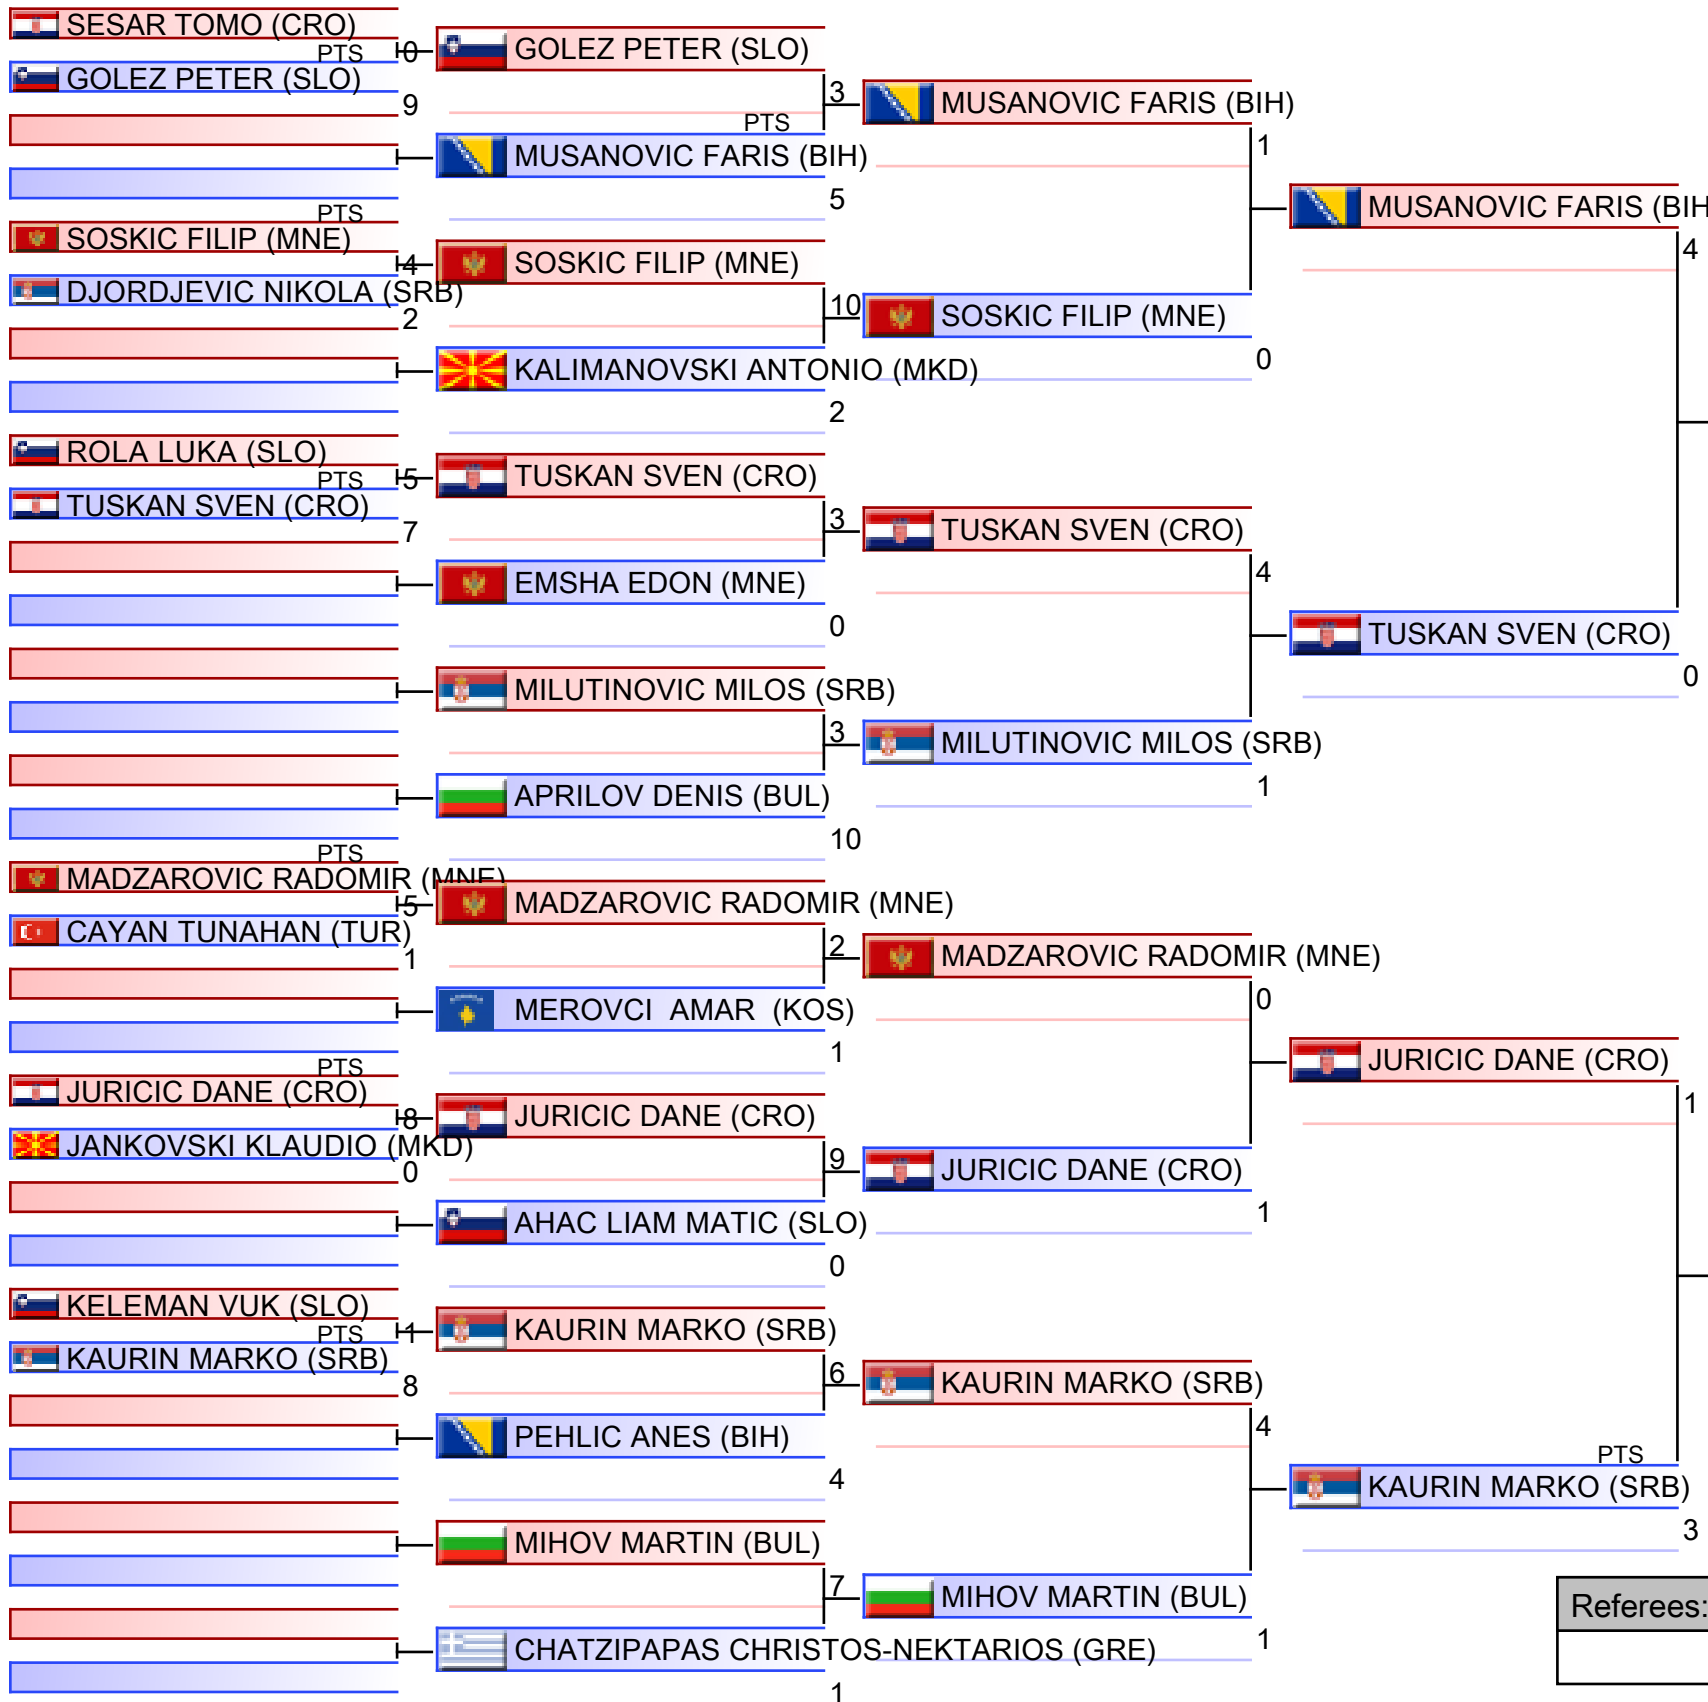 SESAR TOMO (CRO)
PTS 0
GOLEZ PETER (SLO)
9
PTS
SOSKIC FILIP (MNE)
4
DJORDJEVIC NIKOLA (SRB)
2
ROLA LUKA (SLO)
PTS 5
TUSKAN SVEN (CRO)
7
PTS
MADZAROVIC RADOMIR (MNE)
5
CAYAN TUNAHAN (TUR)
1
PTS
JURICIC DANE (CRO)
8
JANKOVSKI KLAUDIO (MKD)
0
KELEMAN VUK (SLO)
PTS 1
KAURIN MARKO (SRB)
8
GOLEZ PETER (SLO)
3
PTS
MUSANOVIC FARIS (BIH)
5
SOSKIC FILIP (MNE)
10
KALIMANOVSKI ANTONIO (MKD)
2
TUSKAN SVEN (CRO)
3
EMSHA EDON (MNE)
0
MILUTINOVIC MILOS (SRB)
3
APRILOV DENIS (BUL)
10
MADZAROVIC RADOMIR (MNE)
2
MEROVCI  AMAR  (KOS)
1
JURICIC DANE (CRO)
9
AHAC LIAM MATIC (SLO)
0
KAURIN MARKO (SRB)
6
PEHLIC ANES (BIH)
4
MIHOV MARTIN (BUL)
7
CHATZIPAPAS CHRISTOS-NEKTARIOS (GRE)
1
MUSANOVIC FARIS (BIH)
1
SOSKIC FILIP (MNE)
0
TUSKAN SVEN (CRO)
4
MILUTINOVIC MILOS (SRB)
1
MADZAROVIC RADOMIR (MNE)
0
JURICIC DANE (CRO)
1
KAURIN MARKO (SRB)
4
MIHOV MARTIN (BUL)
1
MUSANOVIC FARIS (BIH
4
TUSKAN SVEN (CRO)
0
JURICIC DANE (CRO)
1
PTS
KAURIN MARKO (SRB)
3
Referees: